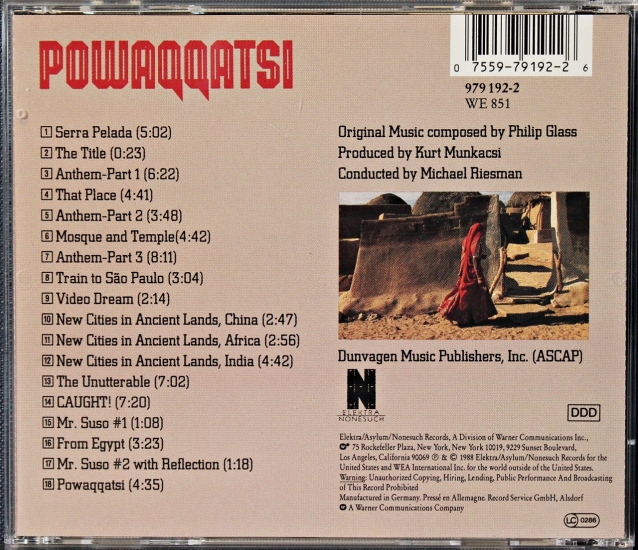 POWAQQATSI
0 7559-79192-2 6
979 192-2
WE 851
1 Serra Pelada (5:02)
2 The Title (0:23)
3 Anthem-Part 1 (6:22)
4 That Place (4:41)
5 Anthem-Part 2 (3:48)
6 Mosque and Temple(4:42)
7 Anthem-Part 3 (8:11)
8 Train to São Paulo (3:04)
9 Video Dream (2:14)
10 New Cities in Ancient Lands, China (2:47)
11 New Cities in Ancient Lands, Africa (2:56)
12 New Cities in Ancient Lands, India (4:42)
13 The Unutterable (7:02)
14 CAUGHT! (7:20)
15 Mr. Suso #1 (1:08)
16 From Egypt (3:23)
17 Mr. Suso #2 with Reflection (1:18)
18 Powaqqatsi (4:35)
Original Music composed by Philip Glass
Produced by Kurt Munkacsi
Conducted by Michael Riesman
Dunvagen Music Publishers, Inc. (ASCAP)
N
ELEKTRA
NONESUCH
DDD
Elektra/Asylum/Nonesuch Records, A Division of Warner Communications Inc.,
75 Rockefeller Plaza, New York, New York 10019, 9229 Sunset Boulevard,
Los Angeles, California 90069 ℗ & © 1988 Elektra/Asylum/Nonesuch Records for the
United States and WEA International Inc. for the world outside of the United States.
Warning: Unauthorized Copying, Hiring, Lending, Public Performance And Broadcasting
of This Record Prohibited
Manufactured in Germany. Pressé en Allemagne. Record Service GmbH, Alsdorf
A Warner Communications Company
LC 0286